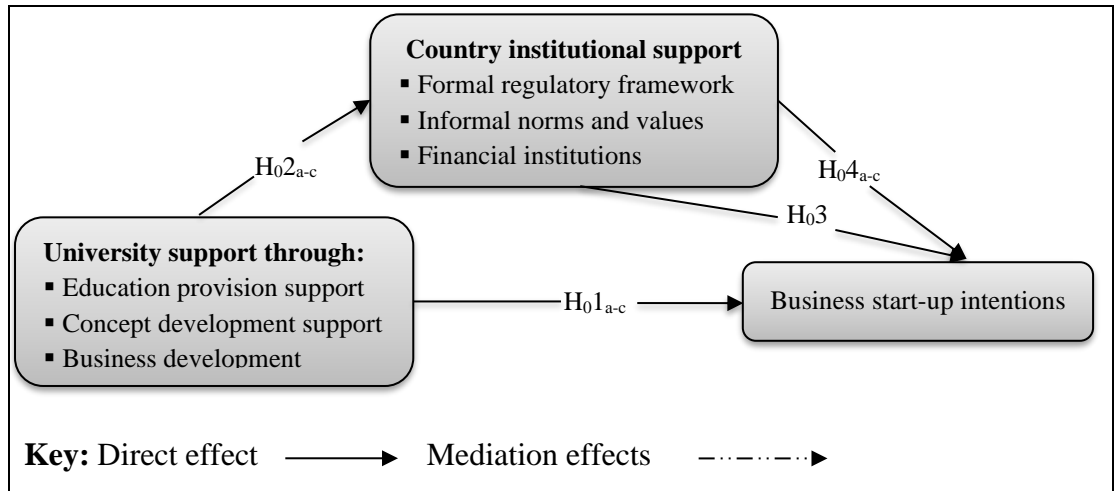 Country institutional support
▪ Formal regulatory framework
▪ Informal norms and values
▪ Financial institutions
H₀2a-c
H₀4a-c
H₀3
University support through:
▪ Education provision support
▪ Concept development support
▪ Business development
H₀1a-c
Business start-up intentions
Key: Direct effect Mediation effects